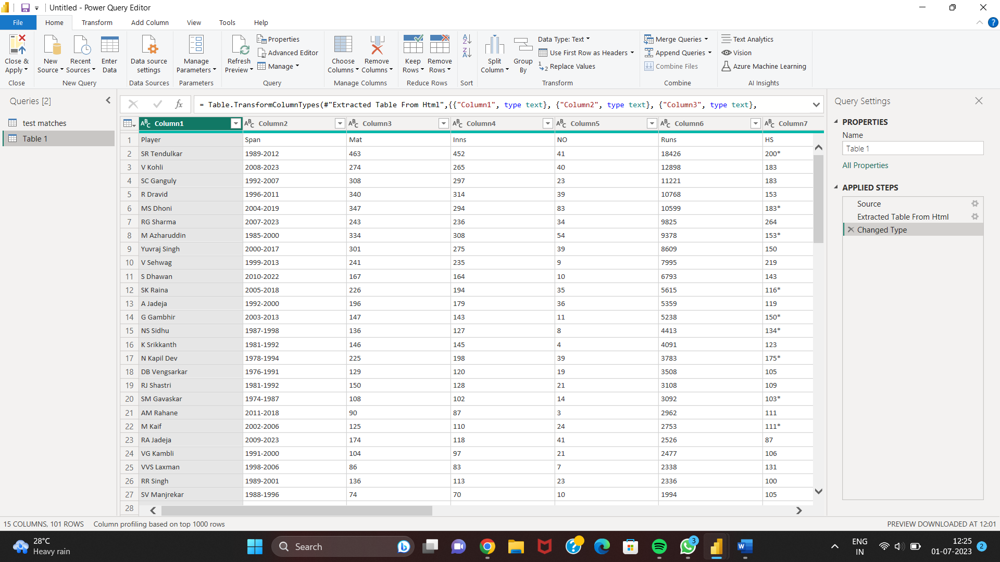 Untitled - Power Query Editor
File Home Transform Add Column View Tools Help
Close & Apply
Close
New Source
Recent Sources
Enter Data
New Query
Data source settings
Data Sources
Manage Parameters
Parameters
Refresh Preview
Properties
Advanced Editor
Manage
Query
Choose Columns
Remove Columns
Manage Columns
Keep Rows
Remove Rows
Reduce Rows
Sort
Split Column
Group By
Data Type: Text
Use First Row as Headers
Replace Values
Transform
Merge Queries
Append Queries
Combine Files
Combine
Text Analytics
Vision
Azure Machine Learning
AI Insights
Queries [2]
test matches
Table 1
fx = Table.TransformColumnTypes(#"Extracted Table From Html",{{"Column1", type text}, {"Column2", type text}, {"Column3", type text},
Column1 Column2 Column3 Column4 Column5 Column6 Column7
1 Player Span Mat Inns NO Runs HS
2 SR Tendulkar 1989-2012 463 452 41 18426 200*
3 V Kohli 2008-2023 274 265 40 12898 183
4 SC Ganguly 1992-2007 308 297 23 11221 183
5 R Dravid 1996-2011 340 314 39 10768 153
6 MS Dhoni 2004-2019 347 294 83 10599 183*
7 RG Sharma 2007-2023 243 236 34 9825 264
8 M Azharuddin 1985-2000 334 308 54 9378 153*
9 Yuvraj Singh 2000-2017 301 275 39 8609 150
10 V Sehwag 1999-2013 241 235 9 7995 219
11 S Dhawan 2010-2022 167 164 10 6793 143
12 SK Raina 2005-2018 226 194 35 5615 116*
13 A Jadeja 1992-2000 196 179 36 5359 119
14 G Gambhir 2003-2013 147 143 11 5238 150*
15 NS Sidhu 1987-1998 136 127 8 4413 134*
16 K Srikkanth 1981-1992 146 145 4 4091 123
17 N Kapil Dev 1978-1994 225 198 39 3783 175*
18 DB Vengsarkar 1976-1991 129 120 19 3508 105
19 RJ Shastri 1981-1992 150 128 21 3108 109
20 SM Gavaskar 1974-1987 108 102 14 3092 103*
21 AM Rahane 2011-2018 90 87 3 2962 111
22 M Kaif 2002-2006 125 110 24 2753 111*
23 RA Jadeja 2009-2023 174 118 41 2526 87
24 VG Kambli 1991-2000 104 97 21 2477 106
25 VVS Laxman 1998-2006 86 83 7 2338 131
26 RR Singh 1989-2001 136 113 23 2336 100
27 SV Manjrekar 1988-1996 74 70 10 1994 105
28
Query Settings
PROPERTIES
Name
Table 1
All Properties
APPLIED STEPS
Source
Extracted Table From Html
Changed Type
15 COLUMNS, 101 ROWS Column profiling based on top 1000 rows
PREVIEW DOWNLOADED AT 12:01
28°C
Heavy rain
Search
3
ENG
IN
12:25
01-07-2023
2